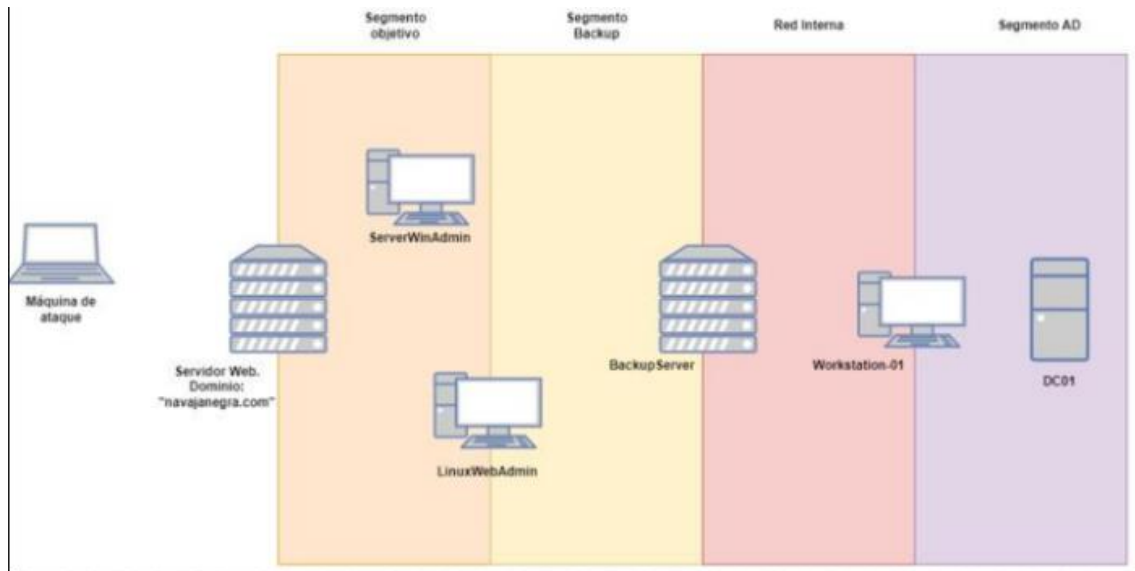 Segmento
objetivo
Segmento
Backup
Red Interna
Segmento AD
ServerWinAdmin
Máquina de
ataque
Servidor Web.
Dominio:
"navajanegra.com"
BackupServer
Workstation-01
DC01
LinuxWebAdmin